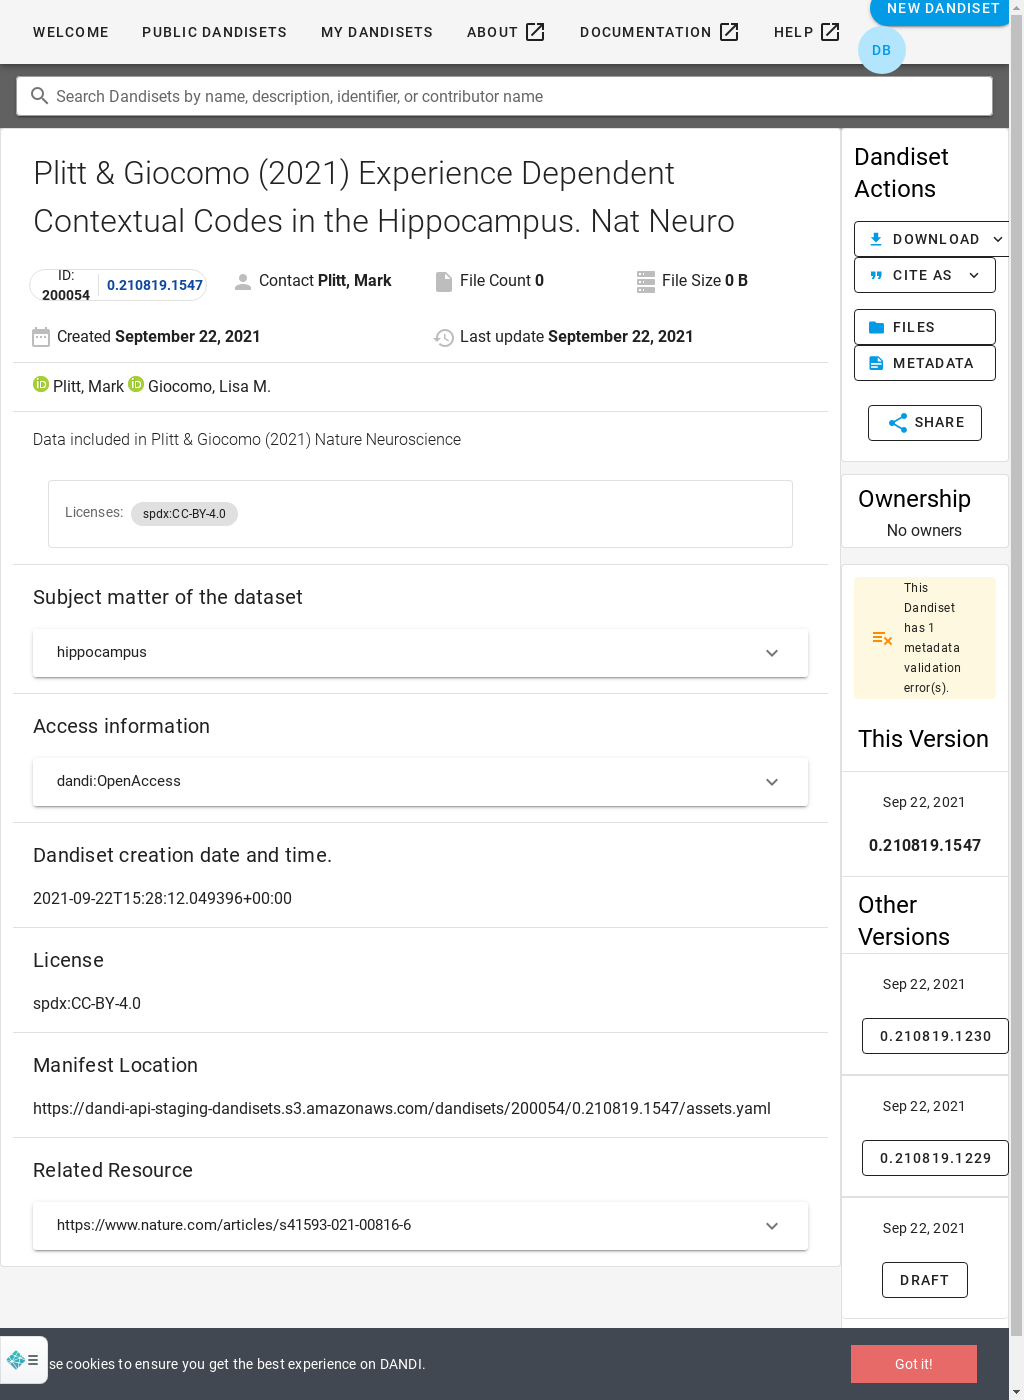 WELCOME PUBLIC DANDISETS MY DANDISETS ABOUT DOCUMENTATION HELP NEW DANDISET
DB
Search Dandisets by name, description, identifier, or contributor name
Plitt & Giocomo (2021) Experience Dependent
Contextual Codes in the Hippocampus. Nat Neuro
ID:
200054 0.210819.1547
Contact Plitt, Mark
File Count 0
File Size 0 B
Created September 22, 2021
Last update September 22, 2021
iD Plitt, Mark iD Giocomo, Lisa M.
Data included in Plitt & Giocomo (2021) Nature Neuroscience
Licenses: spdx:CC-BY-4.0
Subject matter of the dataset
hippocampus
Access information
dandi:OpenAccess
Dandiset creation date and time.
2021-09-22T15:28:12.049396+00:00
License
spdx:CC-BY-4.0
Manifest Location
https://dandi-api-staging-dandisets.s3.amazonaws.com/dandisets/200054/0.210819.1547/assets.yaml
Related Resource
https://www.nature.com/articles/s41593-021-00816-6
Dandiset
Actions
DOWNLOAD
CITE AS
FILES
METADATA
SHARE
Ownership
No owners
This
Dandiset
has 1
metadata
validation
error(s).
This Version
Sep 22, 2021
0.210819.1547
Other
Versions
Sep 22, 2021
0.210819.1230
Sep 22, 2021
0.210819.1229
Sep 22, 2021
DRAFT
se cookies to ensure you get the best experience on DANDI.
Got it!